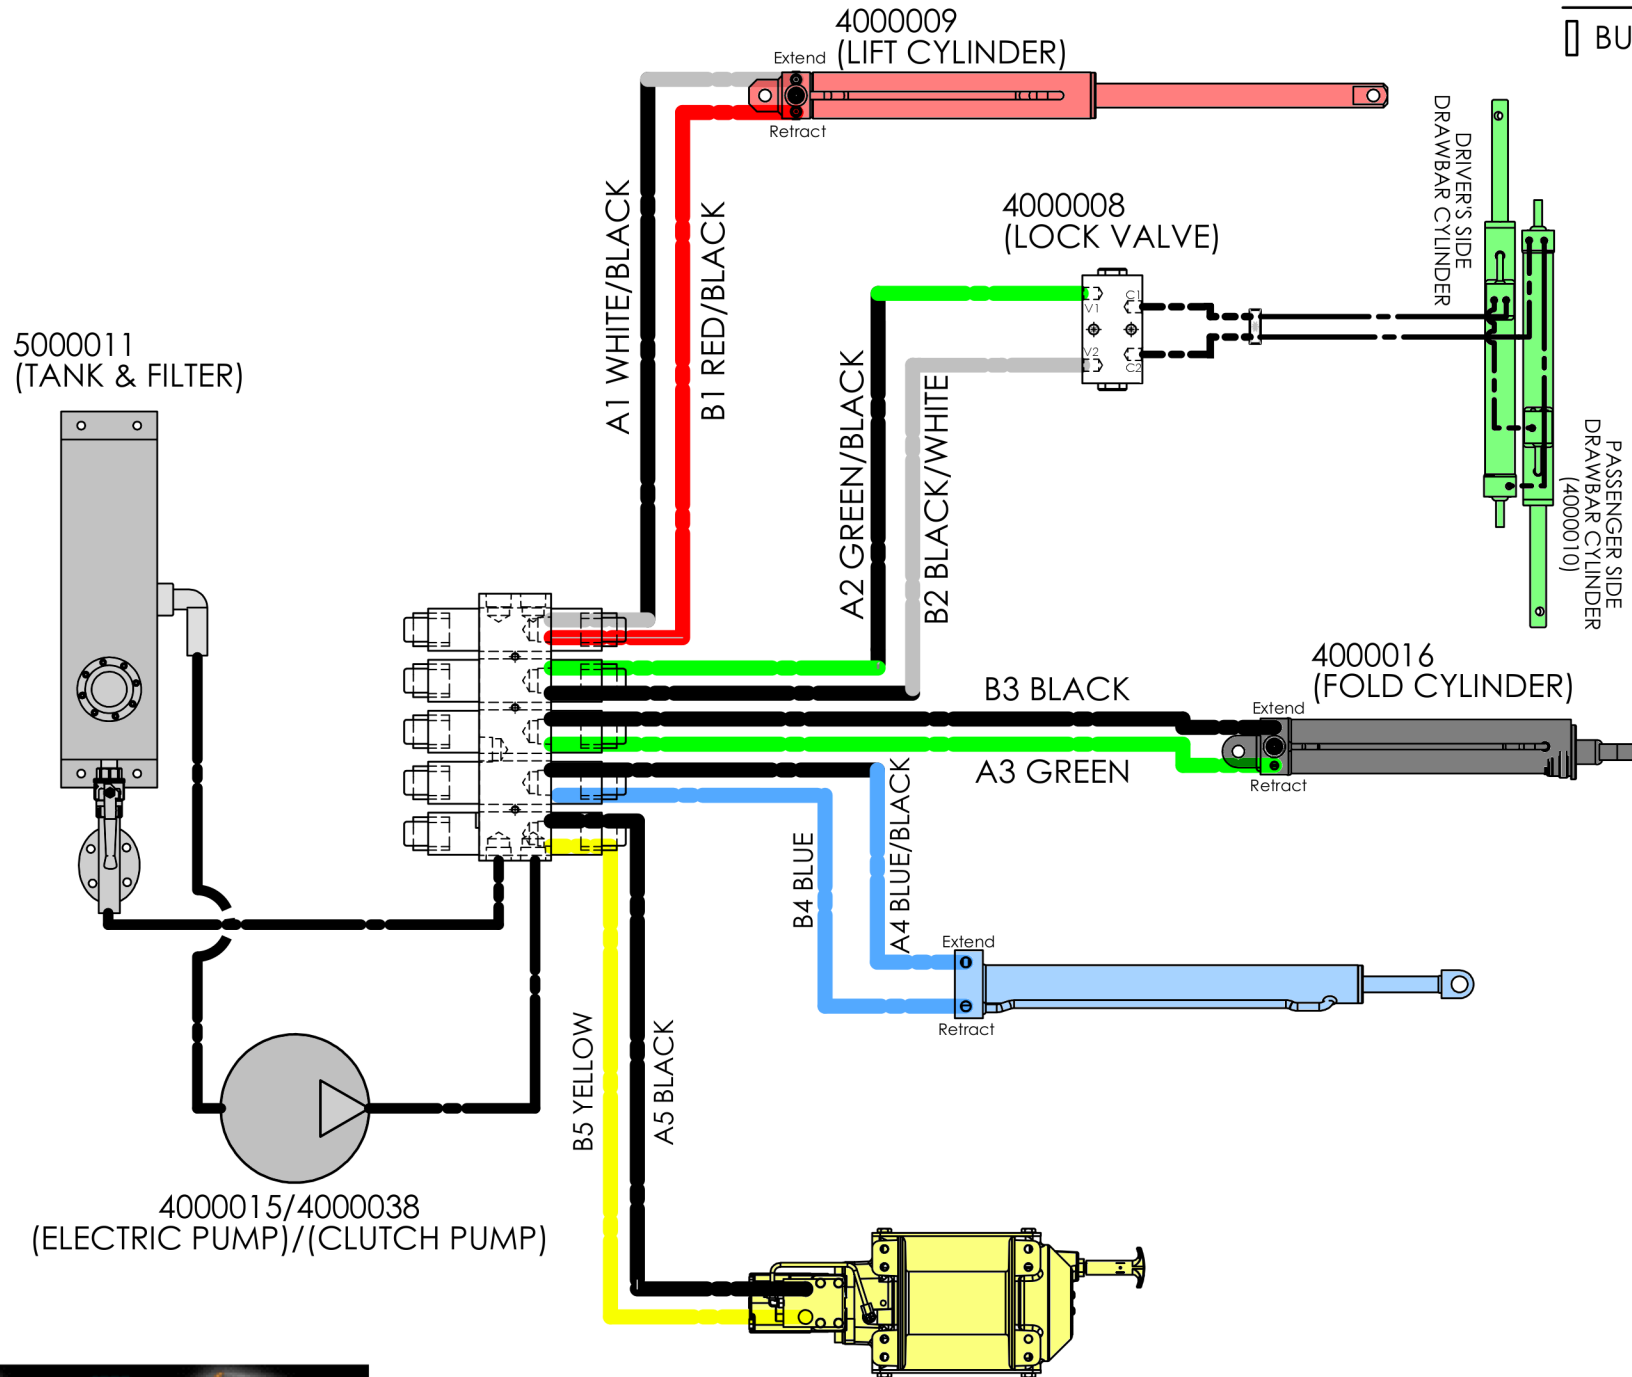 4000009
(LIFT CYLINDER)
Extend
Retract
BU
A1 WHITE/BLACK
B1 RED/BLACK
4000008
(LOCK VALVE)
V1
C1
V2
C2
DRIVER'S SIDE
DRAWBAR CYLINDER
PASSENGER SIDE
DRAWBAR CYLINDER
(4000010)
5000011
(TANK & FILTER)
A2 GREEN/BLACK
B2 BLACK/WHITE
4000016
(FOLD CYLINDER)
B3 BLACK
Extend
A3 GREEN
Retract
B4 BLUE
A4 BLUE/BLACK
Extend
Retract
B5 YELLOW
A5 BLACK
4000015/4000038
(ELECTRIC PUMP)/(CLUTCH PUMP)